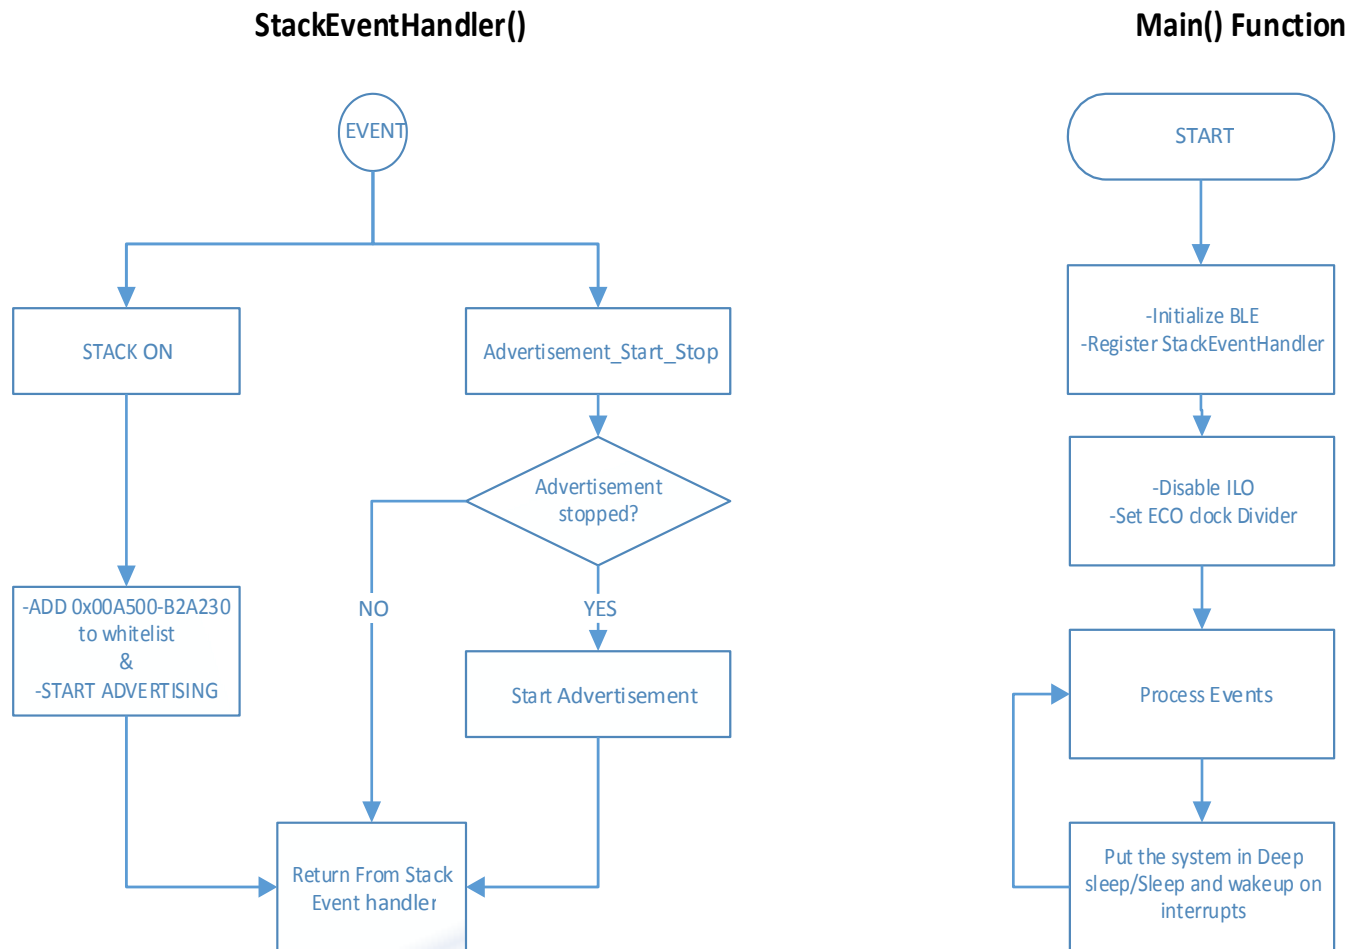 StackEventHandler()
EVENT
STACK ON
Advertisement_Start_Stop
Advertisement
stopped?
NO
YES
-ADD 0x00A500-B2A230
to whitelist
&
-START ADVERTISING
Start Advertisement
Return From Stack
Event handler
Main() Function
START
-Initialize BLE
-Register StackEventHandler
-Disable ILO
-Set ECO clock Divider
Process Events
Put the system in Deep
sleep/Sleep and wakeup on
interrupts